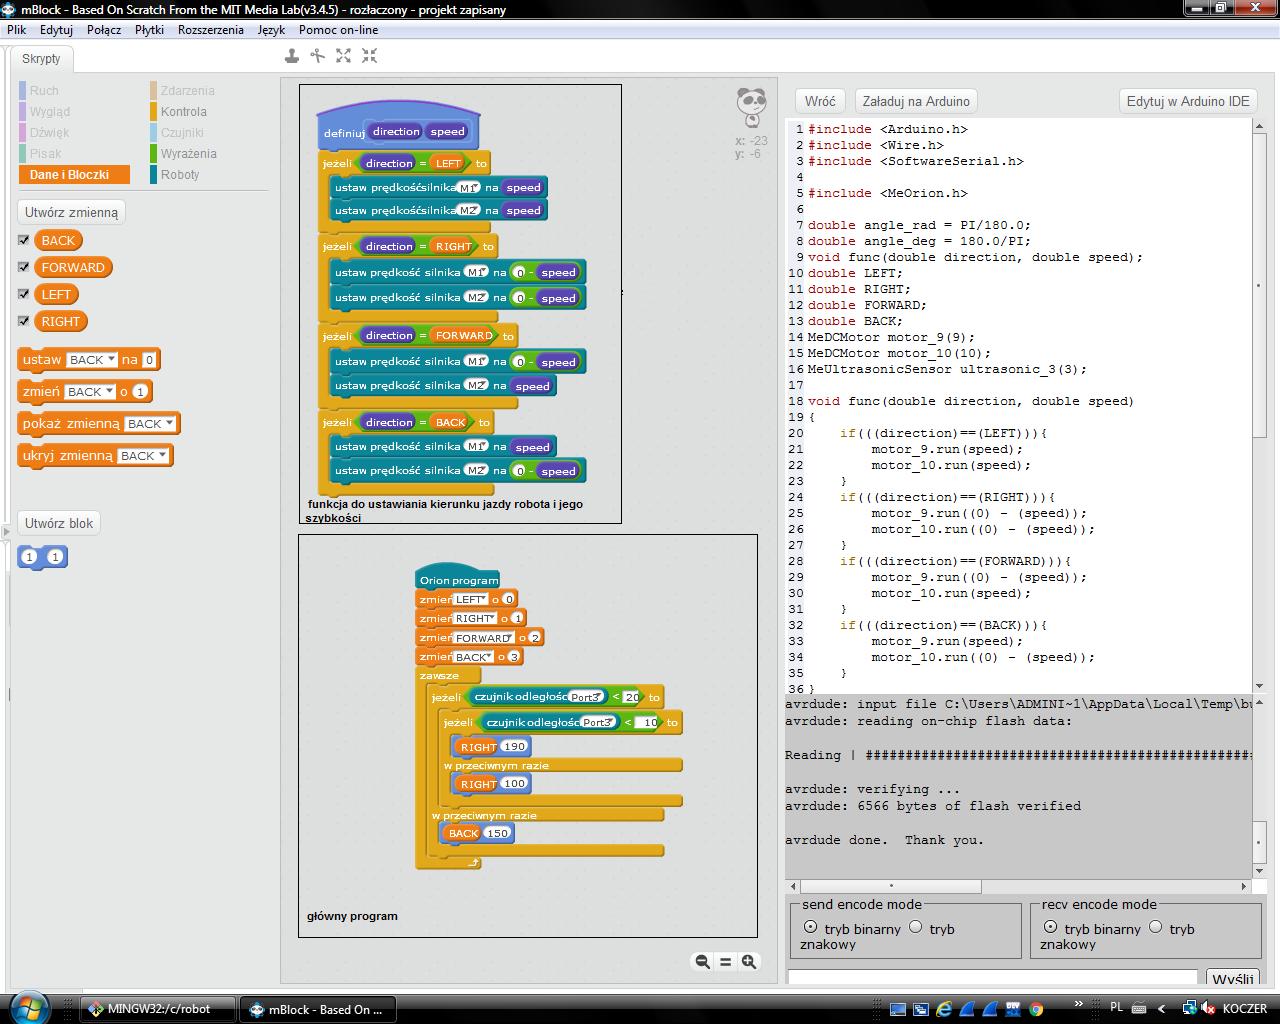 mBlock - Based On Scratch From the MIT Media Lab(v3.4.5) - rozłaczony - projekt zapisany
Plik Edytuj Połącz Płytki Rozszerzenia Język Pomoc on-line
Skrypty
Ruch Zdarzenia
Wygląd Kontrola
Dźwięk Czujniki
Pisak Wyrażenia
Dane i Bloczki Roboty
Utwórz zmienną
BACK
FORWARD
LEFT
RIGHT
ustaw BACK na 0
zmień BACK o 1
pokaż zmienną BACK
ukryj zmienną BACK
Utwórz blok
1 1
definiuj direction speed
jeżeli direction = LEFT to
ustaw prędkośćsilnika M1 na speed
ustaw prędkośćsilnika M2 na speed
jeżeli direction = RIGHT to
ustaw prędkość silnika M1 na 0 - speed
ustaw prędkość silnika M2 na 0 - speed
jeżeli direction = FORWARD to
ustaw prędkość silnika M1 na 0 - speed
ustaw prędkość silnika M2 na speed
jeżeli direction = BACK to
ustaw prędkość silnika M1 na speed
ustaw prędkość silnika M2 na 0 - speed
funkcja do ustawiania kierunku jazdy robota i jego
szybkości
Orion program
zmień LEFT o 0
zmień RIGHT o 1
zmień FORWARD o 2
zmień BACK o 3
zawsze
jeżeli czujnik odległości Port3 < 20 to
jeżeli czujnik odległości Port3 < 10 to
RIGHT 190
w przeciwnym razie
RIGHT 100
w przeciwnym razie
BACK 150
główny program
x: -23
y: -6
Wróć Załaduj na Arduino Edytuj w Arduino IDE
1 #include <Arduino.h>
2 #include <Wire.h>
3 #include <SoftwareSerial.h>
4
5 #include <MeOrion.h>
6
7 double angle_rad = PI/180.0;
8 double angle_deg = 180.0/PI;
9 void func(double direction, double speed);
10 double LEFT;
11 double RIGHT;
12 double FORWARD;
13 double BACK;
14 MeDCMotor motor_9(9);
15 MeDCMotor motor_10(10);
16 MeUltrasonicSensor ultrasonic_3(3);
17
18 void func(double direction, double speed)
19 {
20 if(((direction)==(LEFT))){
21 motor_9.run(speed);
22 motor_10.run(speed);
23 }
24 if(((direction)==(RIGHT))){
25 motor_9.run((0) - (speed));
26 motor_10.run((0) - (speed));
27 }
28 if(((direction)==(FORWARD))){
29 motor_9.run((0) - (speed));
30 motor_10.run(speed);
31 }
32 if(((direction)==(BACK))){
33 motor_9.run(speed);
34 motor_10.run((0) - (speed));
35 }
36 }
avrdude: input file C:\Users\ADMINI~1\AppData\Local\Temp\bu
avrdude: reading on-chip flash data:
Reading | ##################################################
avrdude: verifying ...
avrdude: 6566 bytes of flash verified
avrdude done. Thank you.
send encode mode
tryb binarny tryb
znakowy
recv encode mode
tryb binarny tryb
znakowy
Wyślij
MINGW32:/c/robot
mBlock - Based On ...
PL
KOCZER